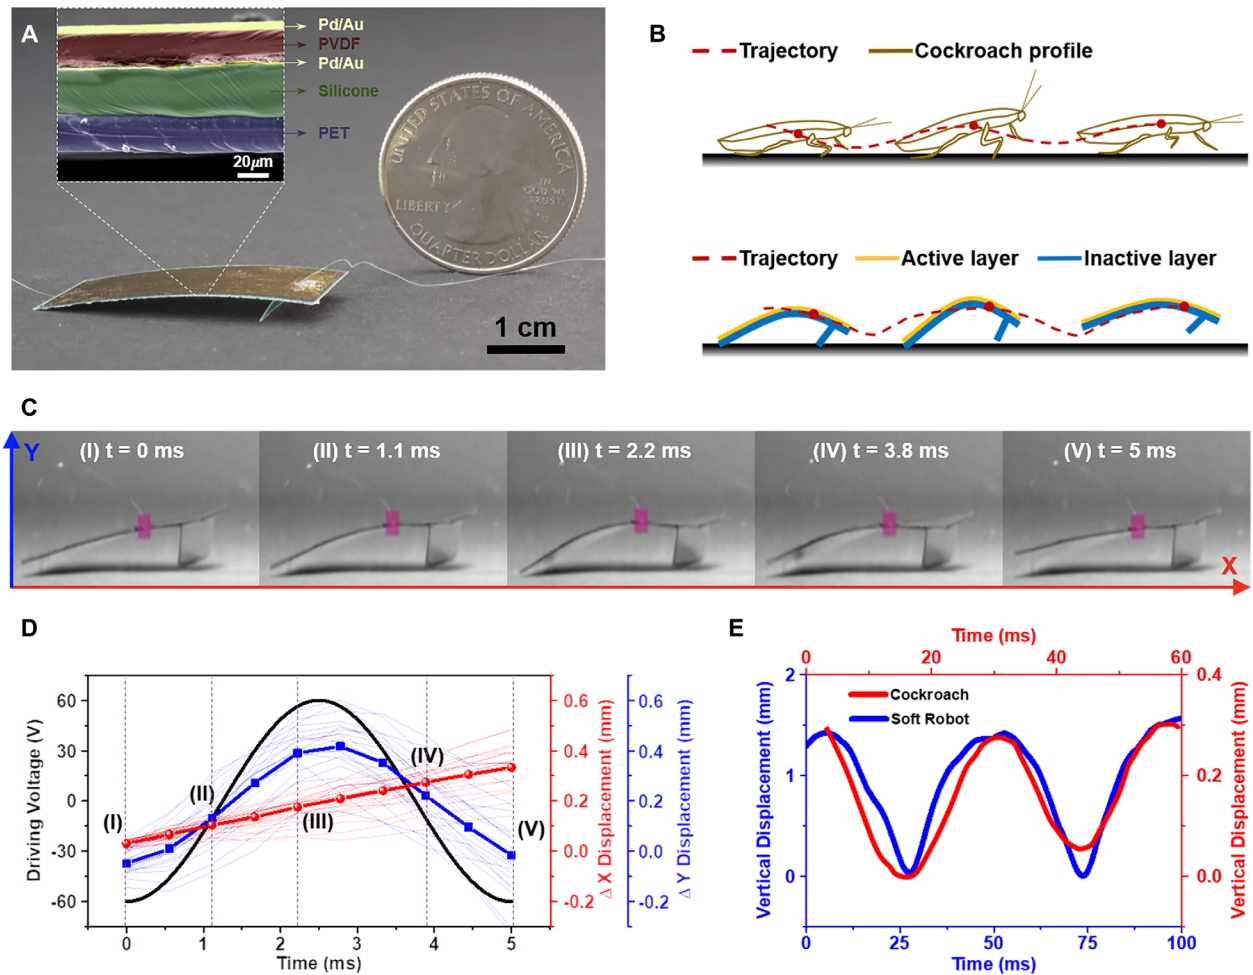 A
Pd/Au
PVDF
Pd/Au
Silicone
PET
20μm
UNITED STATES OF AMERICA
LIBERTY
IN GOD WE TRUST
QUARTER DOLLAR
1 cm
B
Trajectory
Cockroach profile
Trajectory
Active layer
Inactive layer
C
Y
(I) t = 0 ms
(II) t = 1.1 ms
(III) t = 2.2 ms
(IV) t = 3.8 ms
(V) t = 5 ms
X
D
Driving Voltage (V)
60
30
0
-30
-60
(I)
(II)
(III)
(IV)
(V)
0
1
2
3
4
5
Time (ms)
0.6
0.4
0.2
0.0
-0.2
Δ X Displacement (mm)
0.6
0.4
0.2
0.0
-0.2
Δ Y Displacement (mm)
E
Time (ms)
0
20
40
60
Vertical Displacement (mm)
2
1
0
Cockroach
Soft Robot
0.4
0.2
0.0
Vertical Displacement (mm)
0
25
50
75
100
Time (ms)